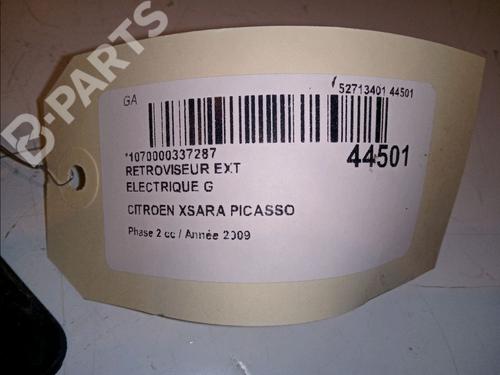 B-PARTS
GA
52713401 44501
*1070000337287
44501
RETROVISEUR EXT
ELECTRIQUE G
CITROEN XSARA PICASSO
Phase 2 cc / Année 2009